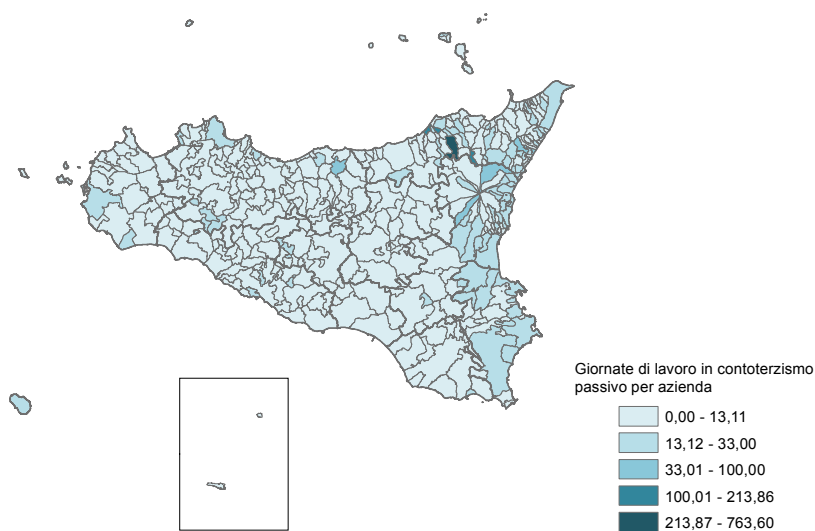 Giornate di lavoro in contoterzismo
passivo per azienda
0,00 - 13,11
13,12 - 33,00
33,01 - 100,00
100,01 - 213,86
213,87 - 763,60